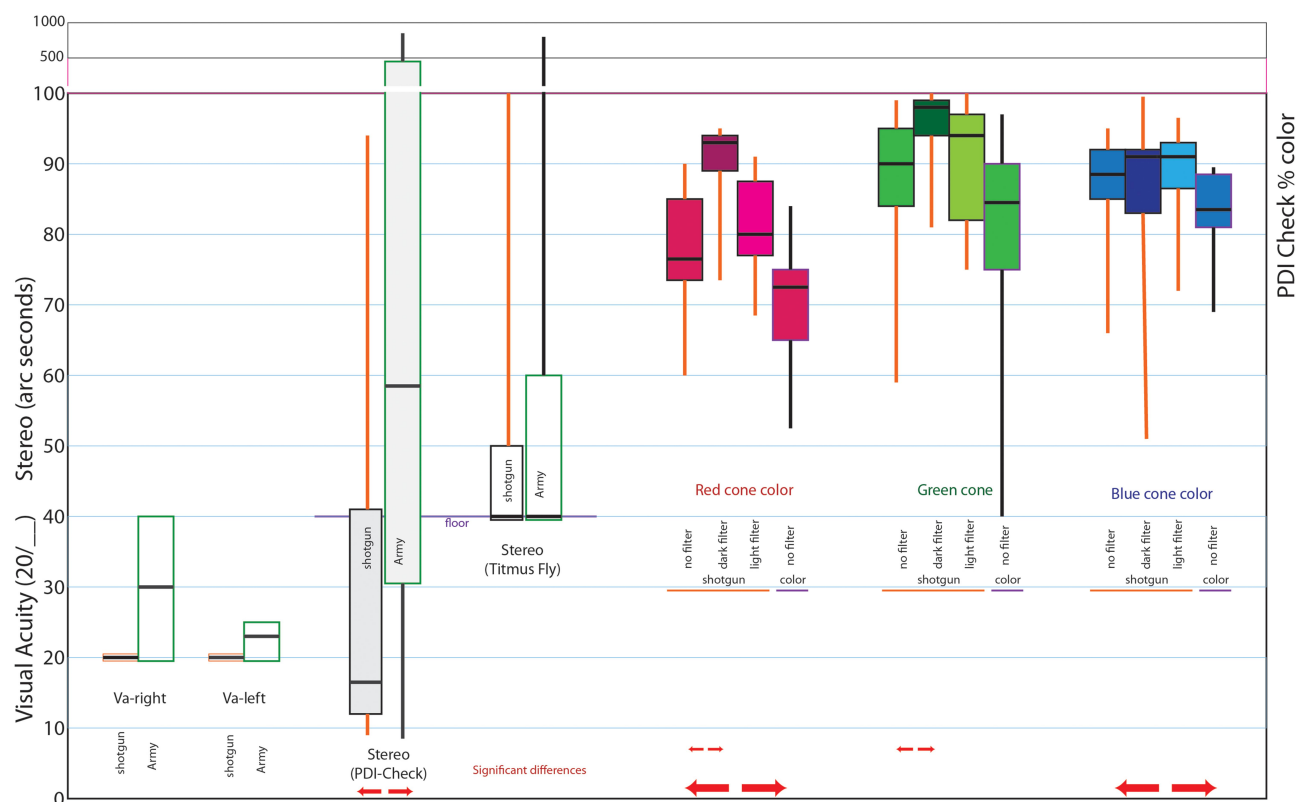 1000
500
100
90
80
70
60
50
40
30
20
10
0
Stereo (arc seconds)
Visual Acuity (20/__)
PDI Check % color
Va-right
Va-left
shotgun
Army
shotgun
Army
shotgun
Army
floor
Stereo
(PDI-Check)
shotgun
Army
Stereo
(Titmus Fly)
Significant differences
Red cone color
no filter
dark filter
light filter
no filter
shotgun
color
Green cone
no filter
dark filter
light filter
no filter
shotgun
color
Blue cone color
no filter
dark filter
light filter
no filter
shotgun
color